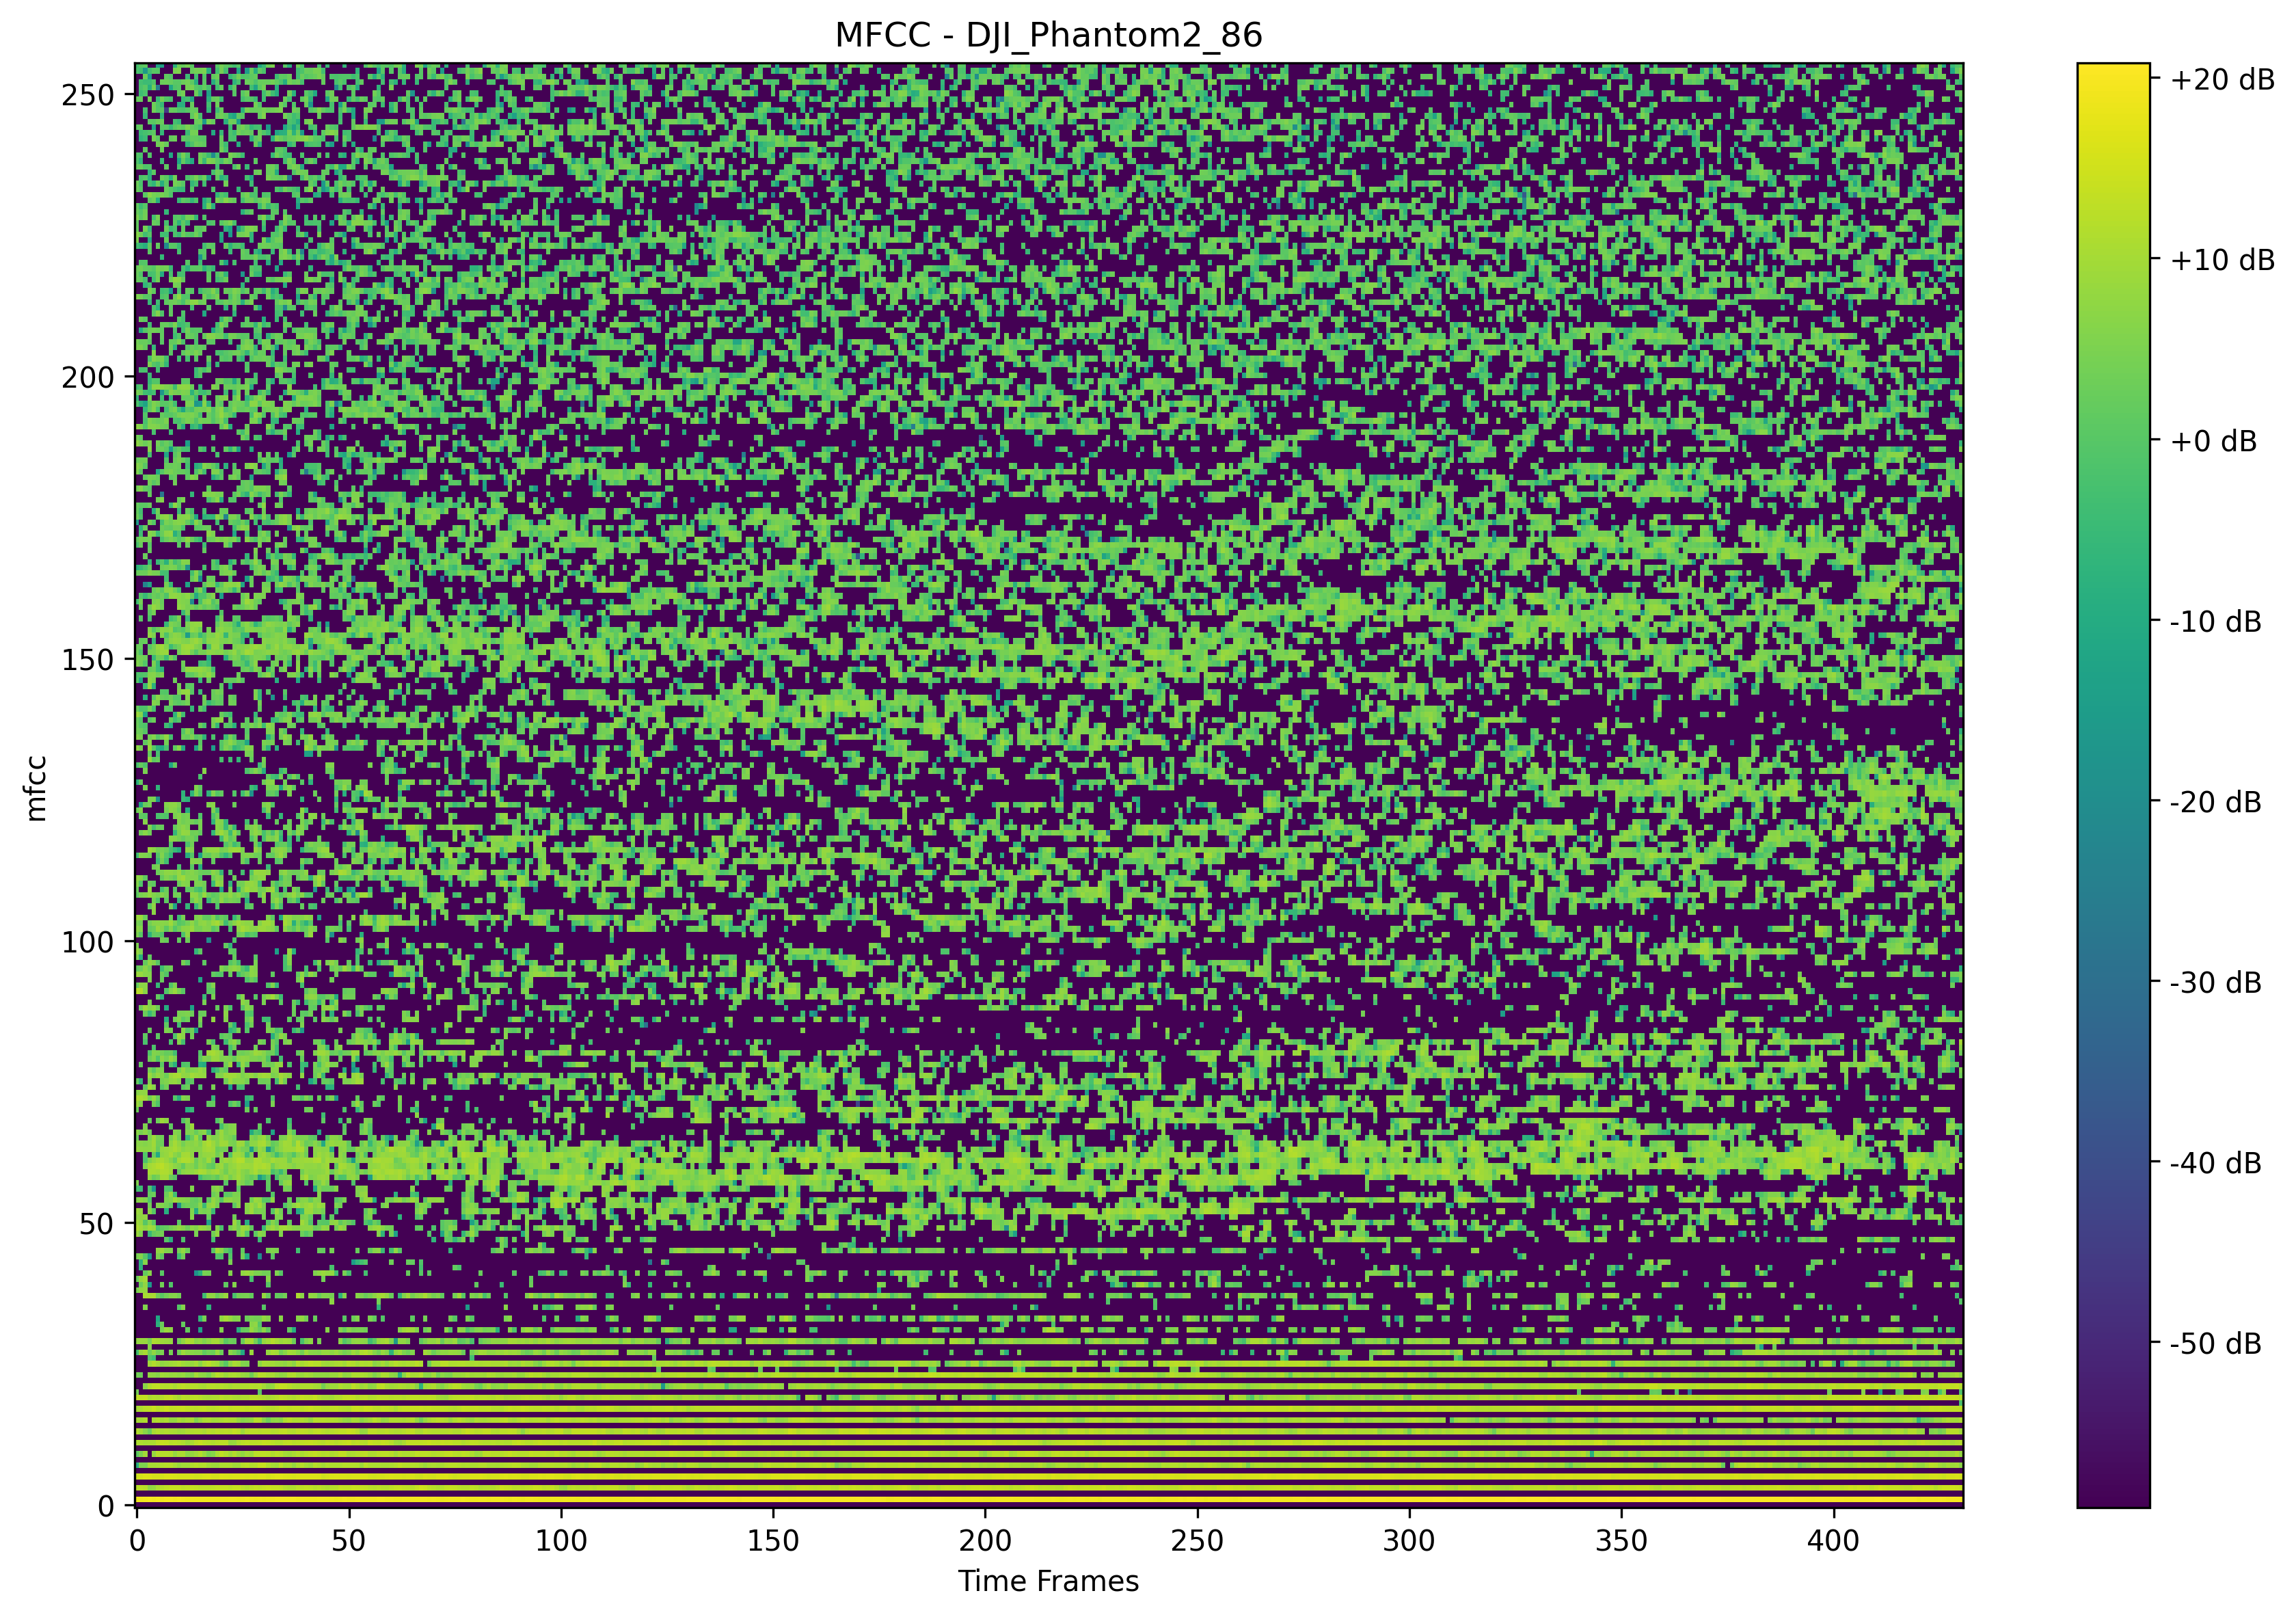 MFCC - DJI_Phantom2_86
250
200
150
100
50
0
mfcc
0 50 100 150 200 250 300 350 400
Time Frames
+20 dB
+10 dB
+0 dB
-10 dB
-20 dB
-30 dB
-40 dB
-50 dB